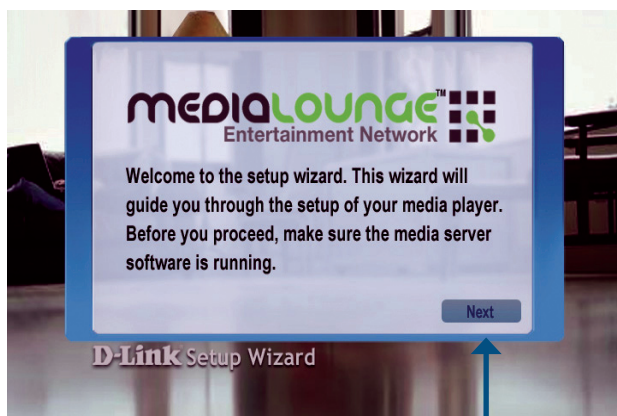 MEDIALOUNGE™
Entertainment Network
Welcome to the setup wizard. This wizard will
guide you through the setup of your media player.
Before you proceed, make sure the media server
software is running.
Next
D-Link Setup Wizard